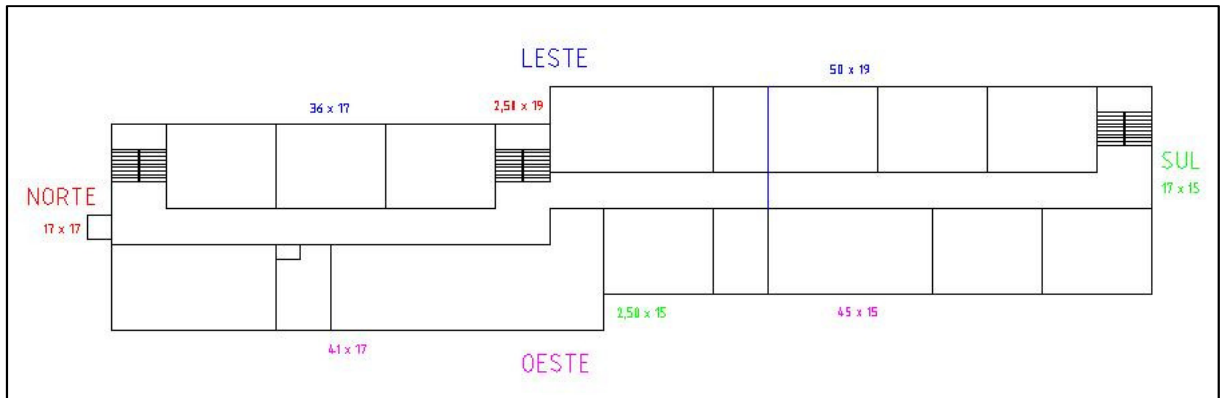 LESTE
50 x 19
36 x 17
2,50 x 19
SUL
17 x 15
NORTE
17 x 17
2,50 x 15
45 x 15
41 x 17
OESTE